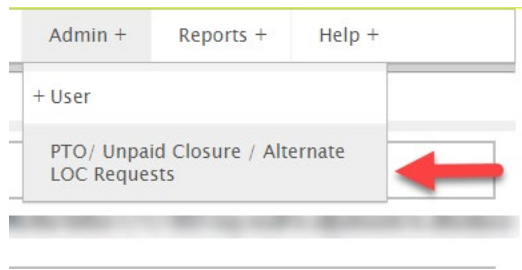 Admin + Reports + Help +
+ User
PTO/ Unpaid Closure / Alternate
LOC Requests